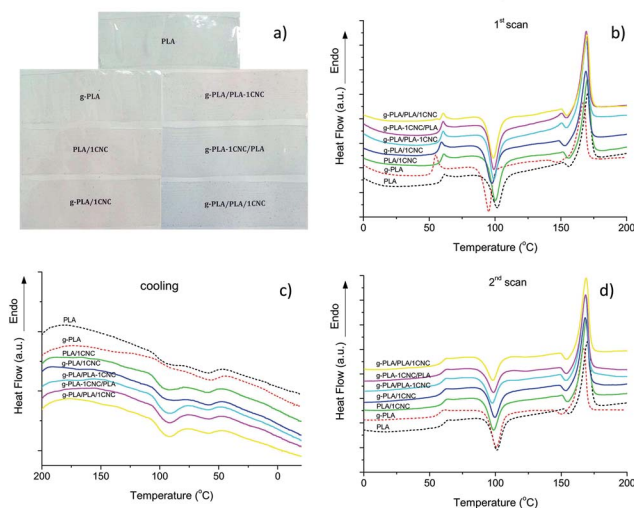 PLA
a)
g-PLA
g-PLA/PLA-1CNC
PLA/1CNC
g-PLA-1CNC/PLA
g-PLA/1CNC
g-PLA/PLA/1CNC
1st scan
b)
Endo
Heat Flow (a.u.)
g-PLA/PLA/1CNC
g-PLA-1CNC/PLA
g-PLA/PLA-1CNC
g-PLA/1CNC
PLA/1CNC
g-PLA
PLA
0 50 100 150 200
Temperature (°C)
cooling
c)
Endo
Heat Flow (a.u.)
PLA
g-PLA
PLA/1CNC
g-PLA/1CNC
g-PLA/PLA-1CNC
g-PLA-1CNC/PLA
g-PLA/PLA/1CNC
200 150 100 50 0
Temperature (°C)
2nd scan
d)
Endo
Heat Flow (a.u.)
g-PLA/PLA/1CNC
g-PLA-1CNC/PLA
g-PLA/PLA-1CNC
g-PLA/1CNC
PLA/1CNC
g-PLA
PLA
0 50 100 150 200
Temperature (°C)